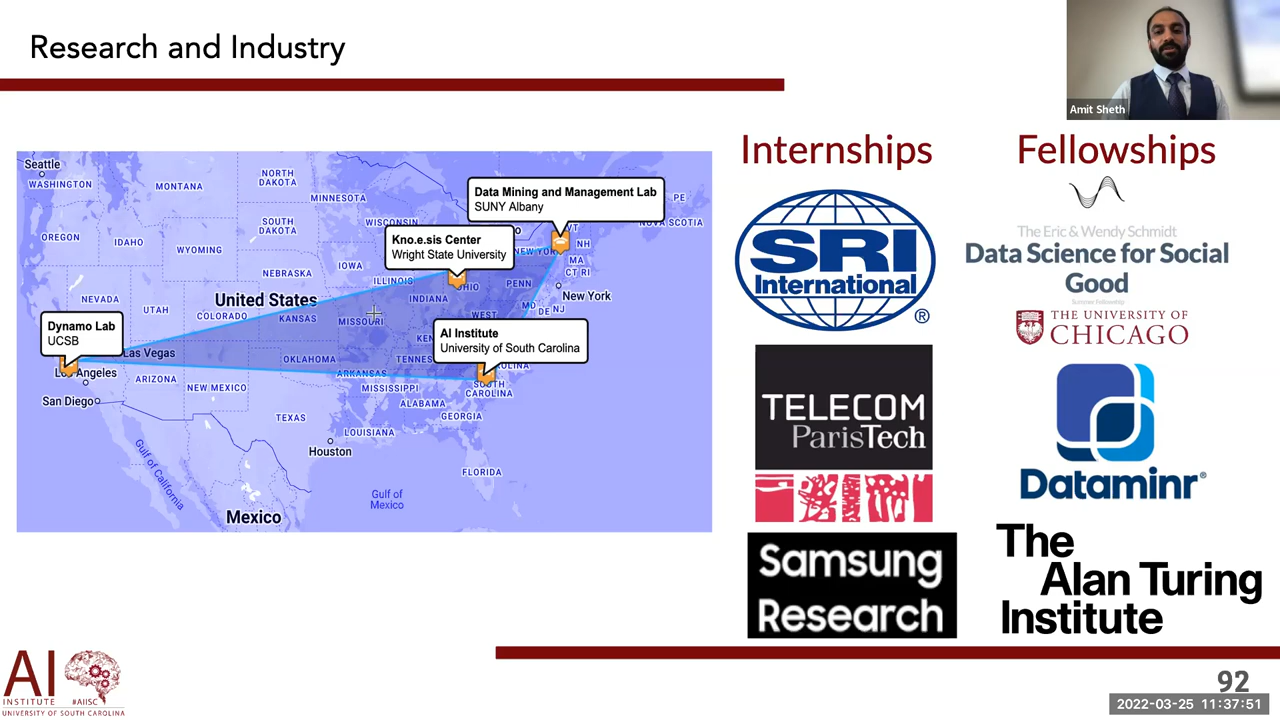 Research and Industry
Amit Sheth
Internships
Fellowships
Seattle
WASHINGTON
MONTANA
NORTH
DAKOTA
MINNESOTA
Data Mining and Management Lab
SUNY Albany
PE
NOVA SCOTIA
OREGON
IDAHO
WYOMING
SOUTH
DAKOTA
WISCONSIN
Kno.e.sis Center
Wright State University
VT
NH
NEW YORK
MA
CT RI
NEBRASKA
IOWA
ILLINOIS
INDIANA
OHIO
PENN
NEVADA
UTAH
COLORADO
United States
KANSAS
MISSOURI
WEST
MD
DE NJ
New York
Dynamo Lab
UCSB
Las Vegas
Los Angeles
San Diego
ARIZONA
NEW MEXICO
OKLAHOMA
ARKANSAS
TENNES
KEN
AI Institute
University of South Carolina
OLINA
SOUTH
CAROLINA
MISSISSIPPI
ALABAMA
GEORGIA
TEXAS
LOUISIANA
Houston
FLORIDA
Gulf of California
Gulf of
Mexico
Mexico
SRI
International
®
TELECOM
ParisTech
Samsung
Research
The Eric & Wendy Schmidt
Data Science for Social
Good
Summer Fellowship
THE UNIVERSITY OF
CHICAGO
Dataminr®
The
Alan Turing
Institute
AI
INSTITUTE #AIISC
UNIVERSITY OF SOUTH CAROLINA
92
2022-03-25 11:37:51